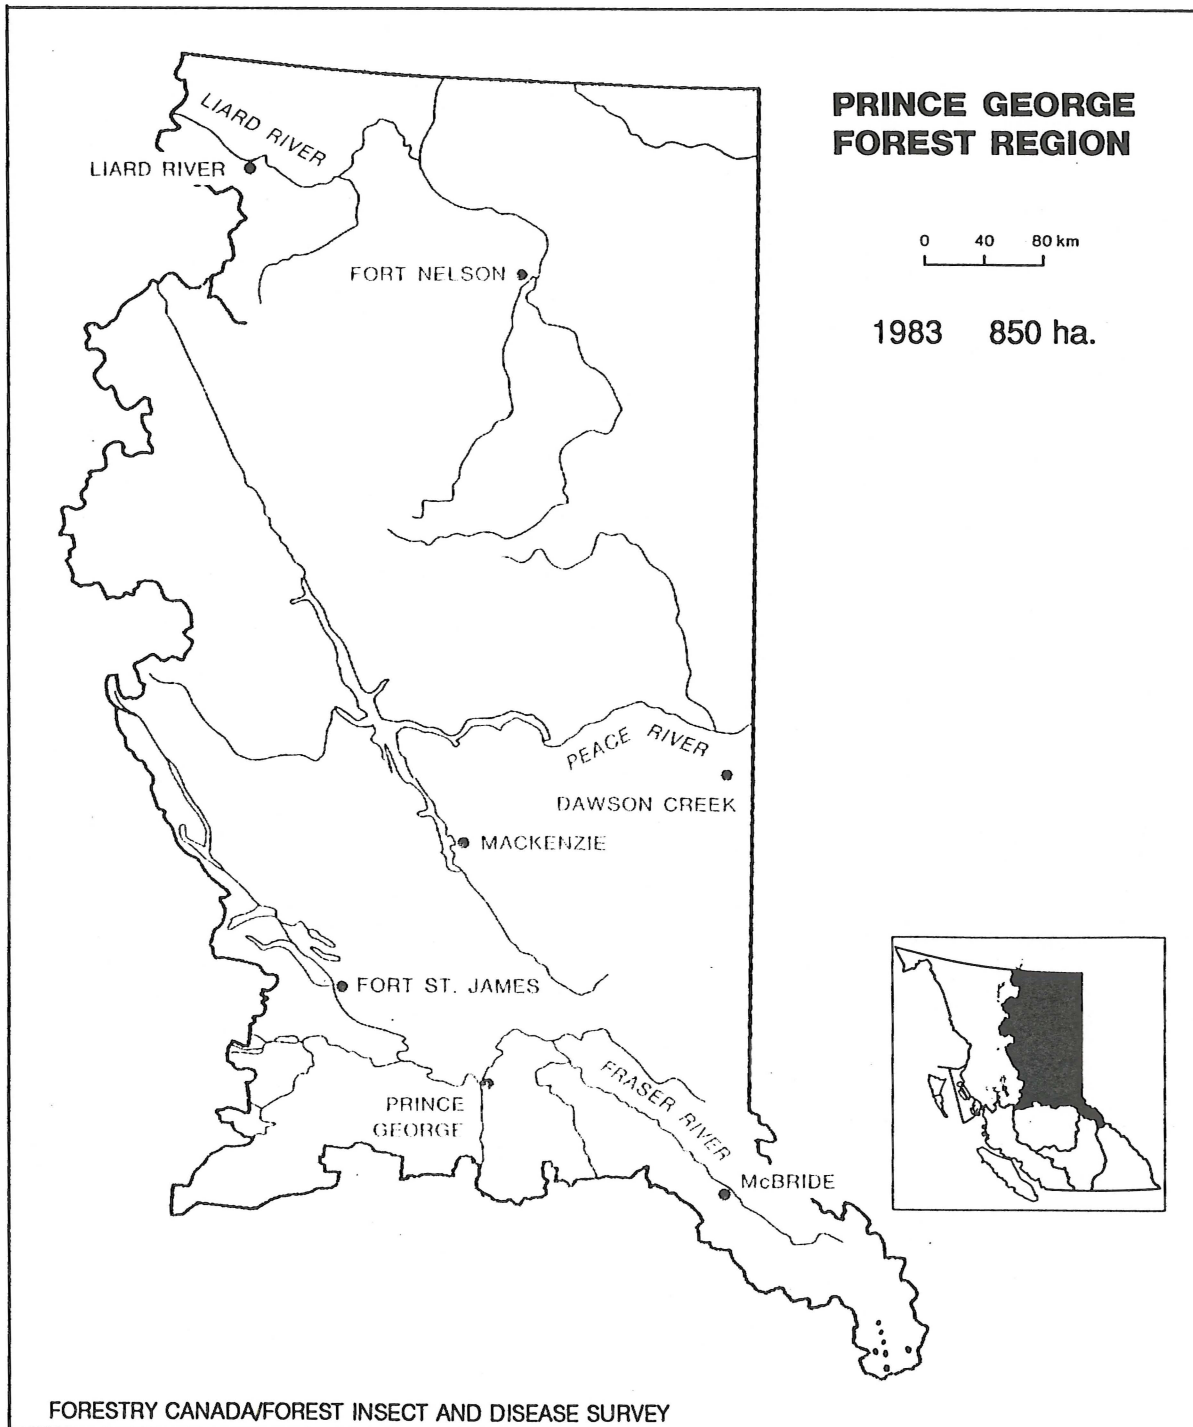 PRINCE GEORGE
FOREST REGION
0 40 80 km
1983 850 ha.
LIARD RIVER
LIARD RIVER
FORT NELSON
PEACE RIVER
DAWSON CREEK
MACKENZIE
FORT ST. JAMES
FRASER RIVER
PRINCE
GEORGE
McBRIDE
FORESTRY CANADA/FOREST INSECT AND DISEASE SURVEY